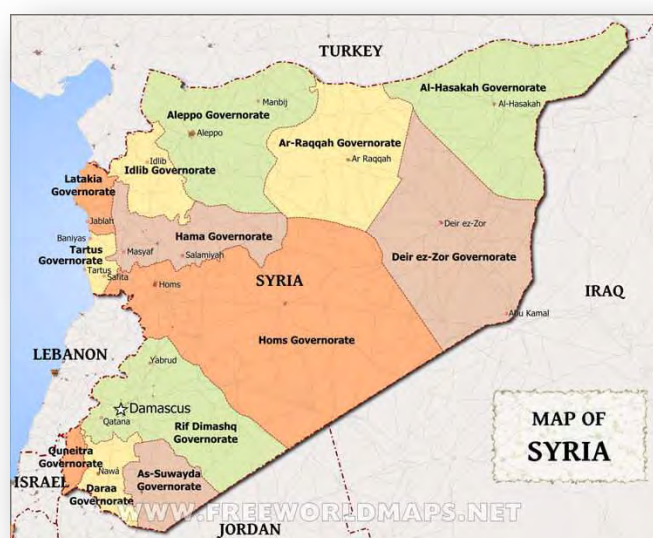 TURKEY
Al-Hasakah Governorate
Manbij
Al-Hasakah
Aleppo Governorate
Aleppo
Ar-Raqqah Governorate
Idlib
Ar Raqqah
Idlib Governorate
Latakia
Governorate
Jablah
Deir ez-Zor
Baniyas
Hama Governorate
Tartus
Governorate
Masyaf
Salamiyah
Deir ez-Zor Governorate
Tartus
Safita
SYRIA
Homs
IRAQ
Abu Kamal
Homs Governorate
LEBANON
Yabrud
Damascus
Qatana
Rif Dimashq
Governorate
MAP OF
SYRIA
Quneitra
Governorate
Nawá
As-Suwayda
Governorate
ISRAEL
Daraa
Governorate
WWW.FREEWORLDMAPS.NET
JORDAN